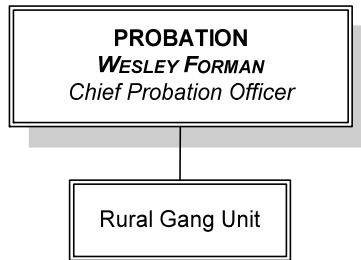 PROBATION
WESLEY FORMAN
Chief Probation Officer
Rural Gang Unit